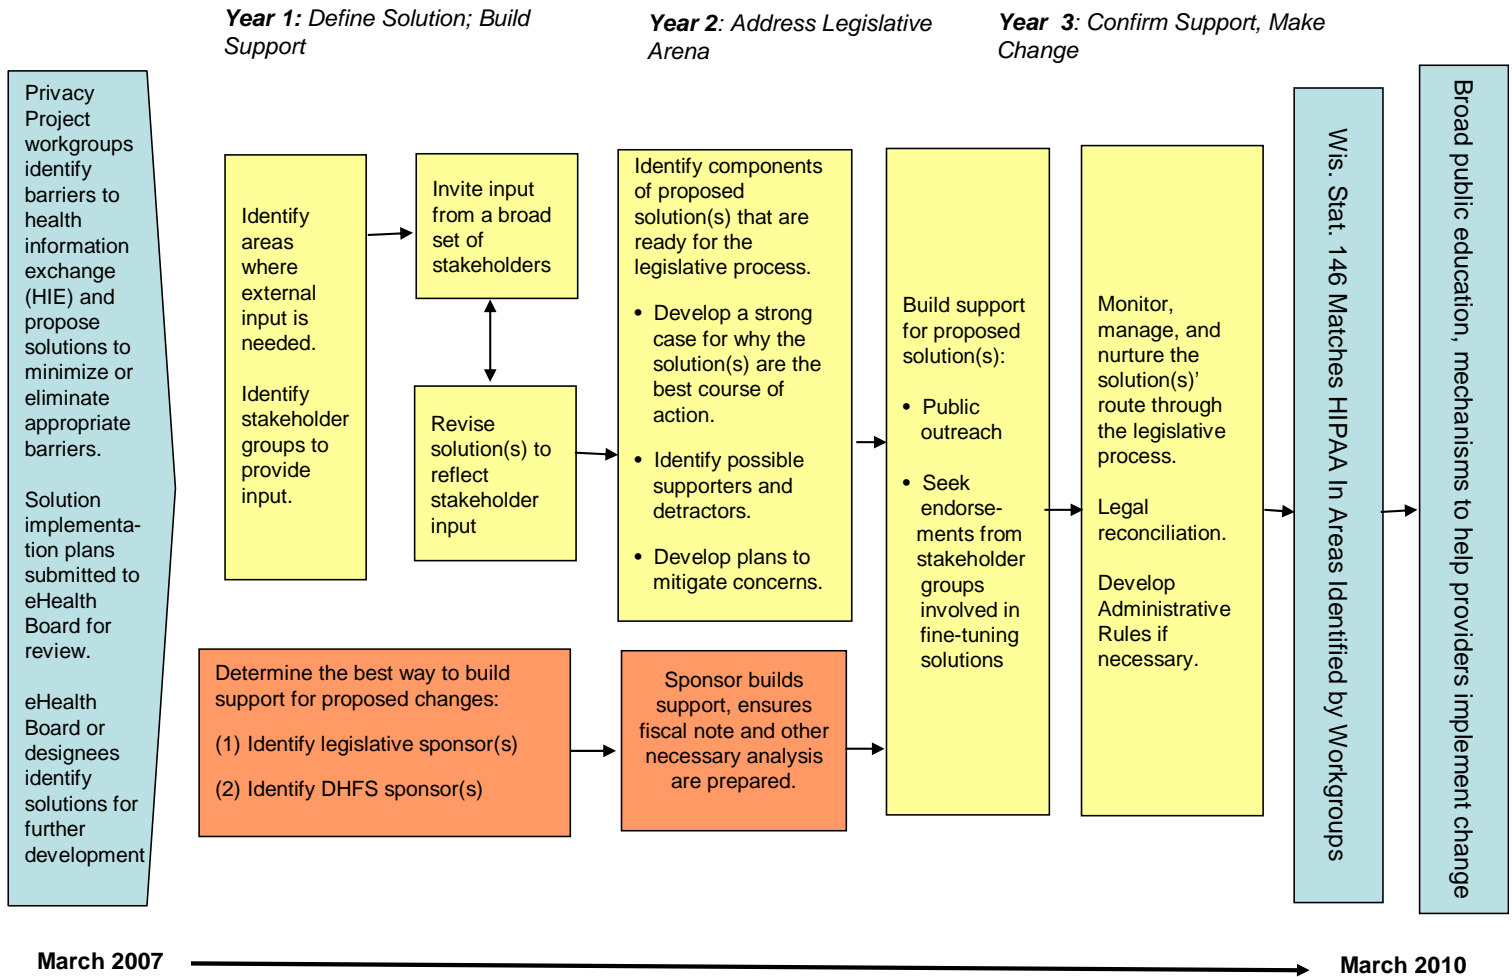 Year 1: Define Solution; Build
Support
Year 2: Address Legislative
Arena
Year 3: Confirm Support, Make
Change
Privacy
Project
workgroups
identify
barriers to
health
information
exchange
(HIE) and
propose
solutions to
minimize or
eliminate
appropriate
barriers.
Solution
implementa-
tion plans
submitted to
eHealth
Board for
review.
eHealth
Board or
designees
identify
solutions for
further
development
Identify
areas
where
external
input is
needed.
Identify
stakeholder
groups to
provide
input.
Invite input
from a broad
set of
stakeholders
Revise
solution(s) to
reflect
stakeholder
input
Determine the best way to build
support for proposed changes:
(1) Identify legislative sponsor(s)
(2) Identify DHFS sponsor(s)
Identify components
of proposed
solution(s) that are
ready for the
legislative process.
• Develop a strong
case for why the
solution(s) are the
best course of
action.
• Identify possible
supporters and
detractors.
• Develop plans to
mitigate concerns.
Sponsor builds
support, ensures
fiscal note and other
necessary analysis
are prepared.
Build support
for proposed
solution(s):
• Public
outreach
• Seek
endorse-
ments from
stakeholder
groups
involved in
fine-tuning
solutions
Monitor,
manage, and
nurture the
solution(s)’
route through
the legislative
process.
Legal
reconciliation.
Develop
Administrative
Rules if
necessary.
Wis. Stat. 146 Matches HIPAA In Areas Identified by Workgroups
Broad public education, mechanisms to help providers implement change
March 2007
March 2010